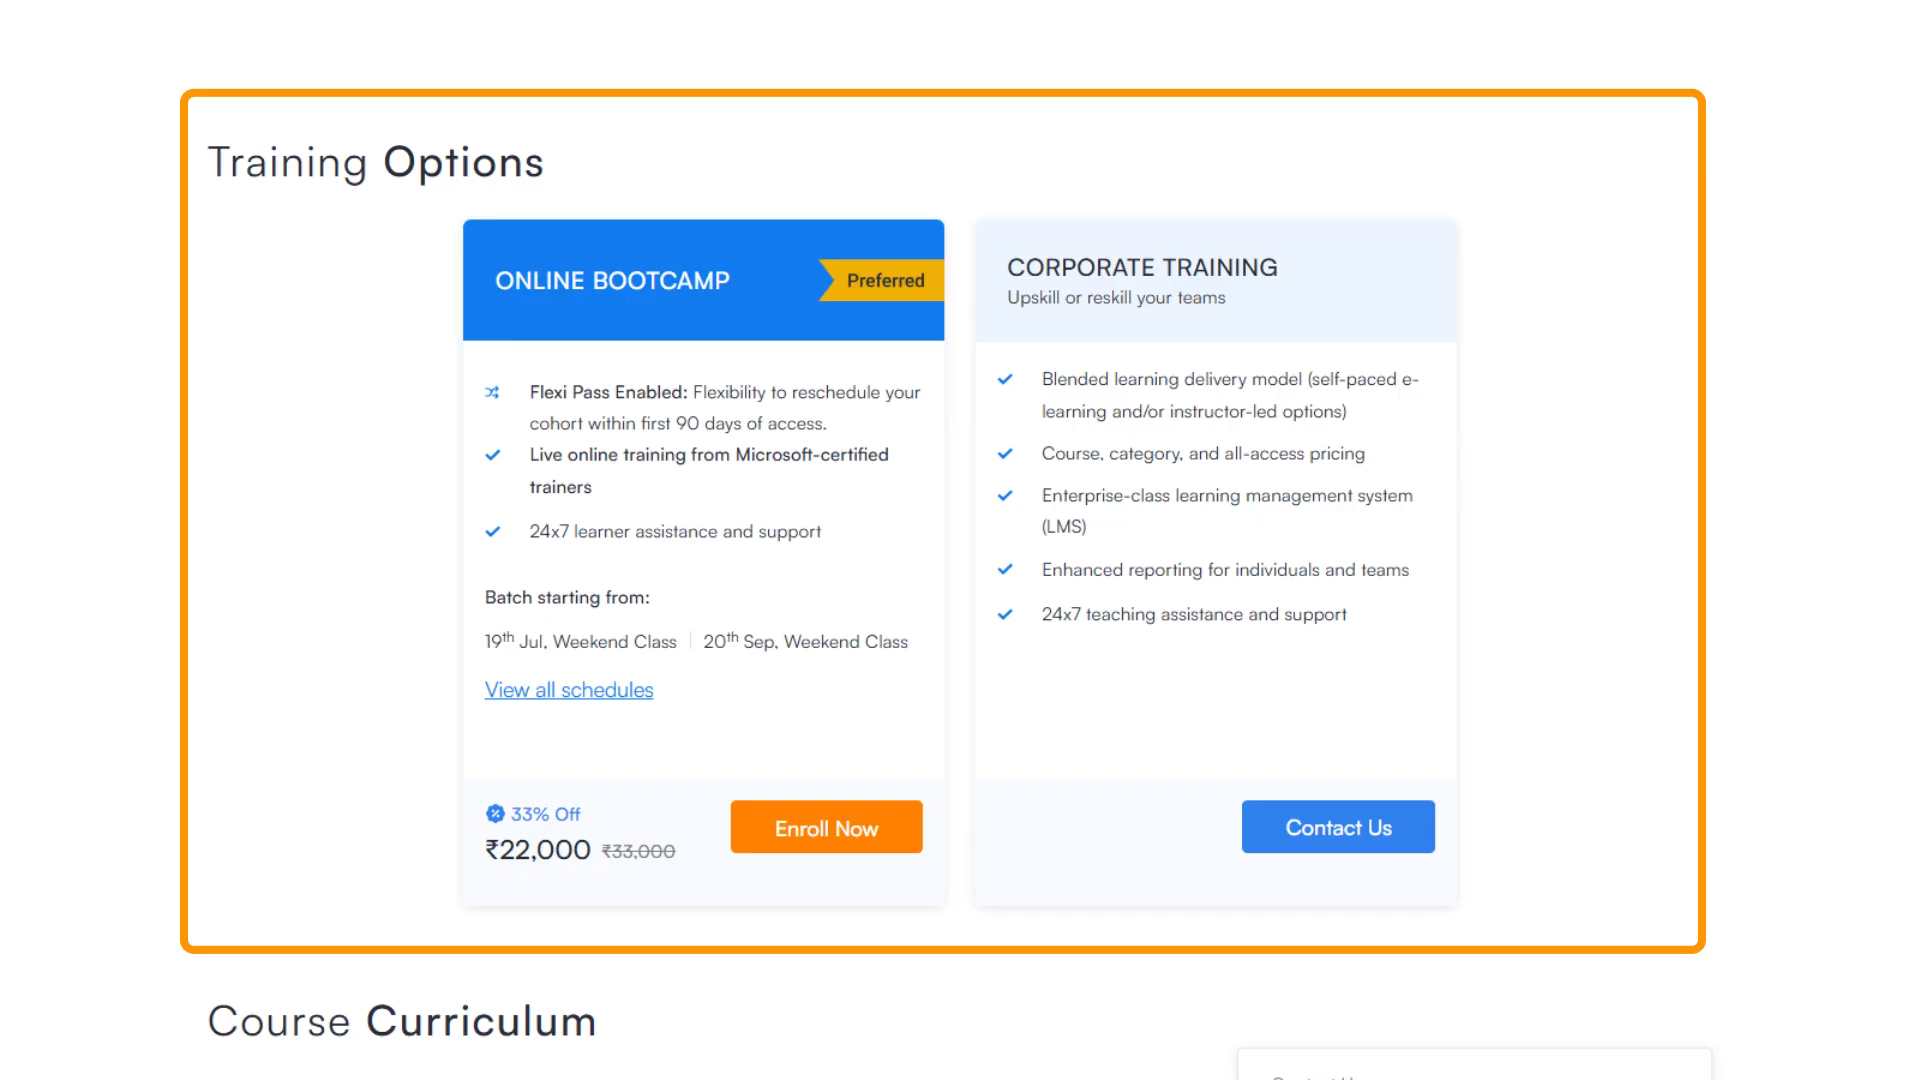 Training Options
ONLINE BOOTCAMP
Preferred
Flexi Pass Enabled: Flexibility to reschedule your
cohort within first 90 days of access.
Live online training from Microsoft-certified
trainers
24x7 learner assistance and support
Batch starting from:
19th Jul, Weekend Class
20th Sep, Weekend Class
View all schedules
33% Off
₹22,000 ₹33,000
Enroll Now
CORPORATE TRAINING
Upskill or reskill your teams
Blended learning delivery model (self-paced e-
learning and/or instructor-led options)
Course, category, and all-access pricing
Enterprise-class learning management system
(LMS)
Enhanced reporting for individuals and teams
24x7 teaching assistance and support
Contact Us
Course Curriculum